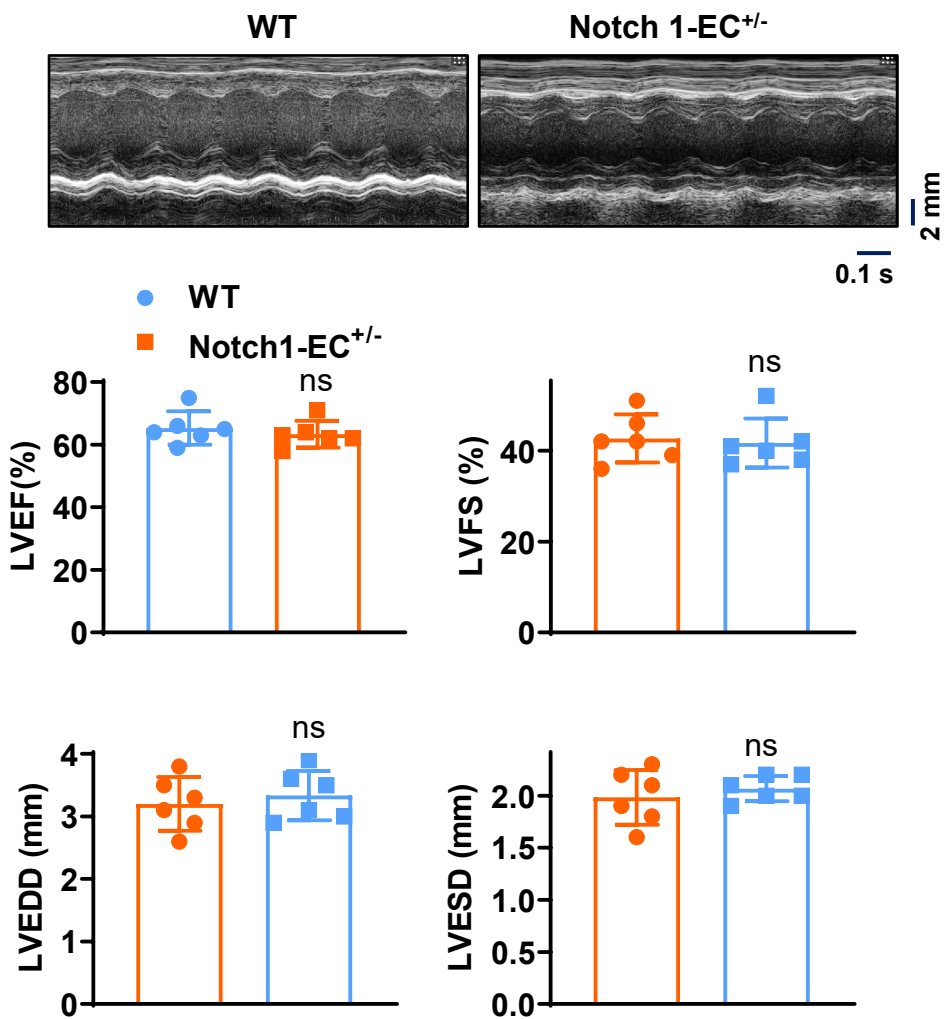 WT
Notch 1-EC+/-
2 mm
0.1 s
WT
Notch1-EC+/-
LVEF(%)
80
60
40
20
0
ns
LVFS (%)
40
20
0
ns
LVEDD (mm)
4
3
2
1
0
ns
LVESD (mm)
2.0
1.5
1.0
0.5
0.0
ns